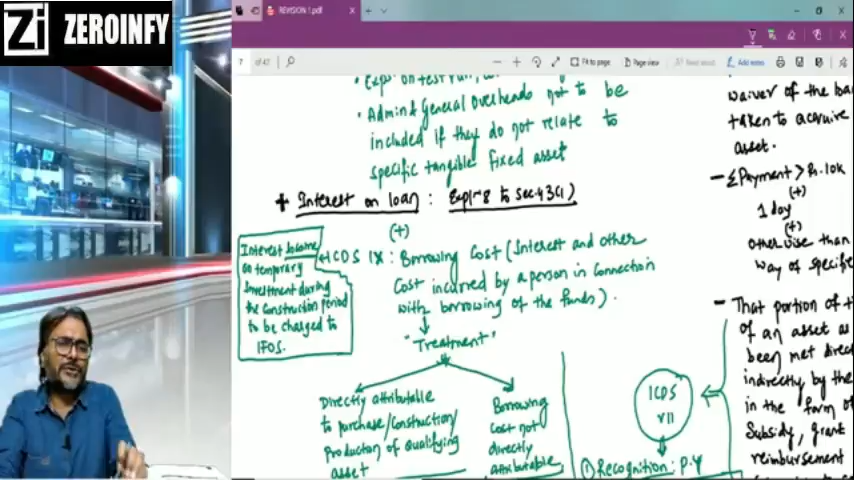 Zi ZEROINFY
REVISION 1.pdf
7 of 47
Fit to page
Page view
Add notes
• Admin & General overheads not to be
included if they do not relate to
specific tangible fixed asset
+ Interest on loan : Expl-8 to Sec-43(1)
(+)
ICDS IX : Borrowing Cost (Interest and other
cost incurred by a person in connection
with borrowing of the funds).
"Treatment"
Directly attributable
to purchase/construction/
Production of qualifying
asset
Borrowing
cost not
directly
attributable
Interest Income
on temporary
Investment during
the construction period
to be charged to
IFOS.
waiver of the loan
taken to acquire
asset.
- Σ Payment > Rs. 10k
(+)
1 day
(+)
otherwise than
way of specifie
- That portion of
of an asset as
been met direc
indirectly by the
in the form of
Subsidy, grant
reimbursement
ICDS
VII
① Recognition : P.Y